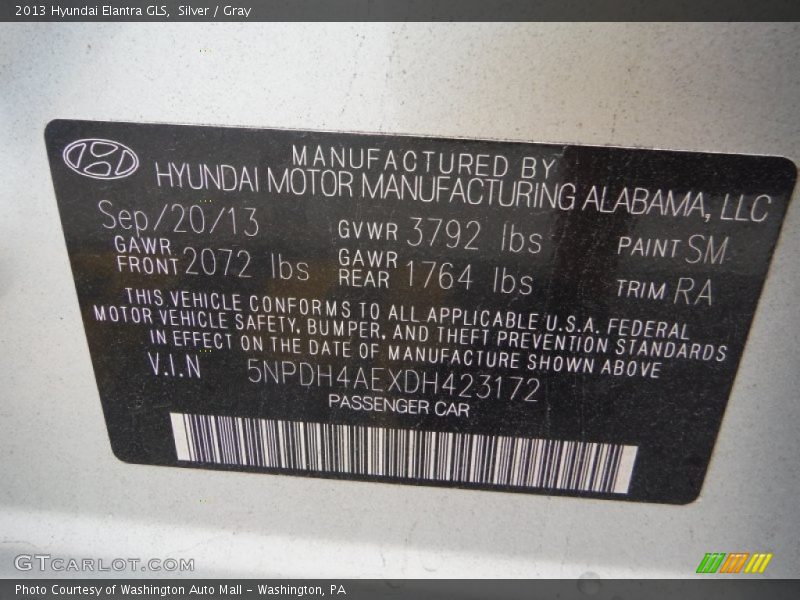 2013 Hyundai Elantra GLS, Silver / Gray
MANUFACTURED BY
HYUNDAI MOTOR MANUFACTURING ALABAMA, LLC
Sep/20/13 GVWR 3792 lbs PAINT SM
GAWR FRONT 2072 lbs GAWR REAR 1764 lbs TRIM RA
THIS VEHICLE CONFORMS TO ALL APPLICABLE U.S.A. FEDERAL
MOTOR VEHICLE SAFETY, BUMPER, AND THEFT PREVENTION STANDARDS
IN EFFECT ON THE DATE OF MANUFACTURE SHOWN ABOVE
V.I.N 5NPDH4AEXDH423172
PASSENGER CAR
GTCARLOT.COM
Photo Courtesy of Washington Auto Mall - Washington, PA